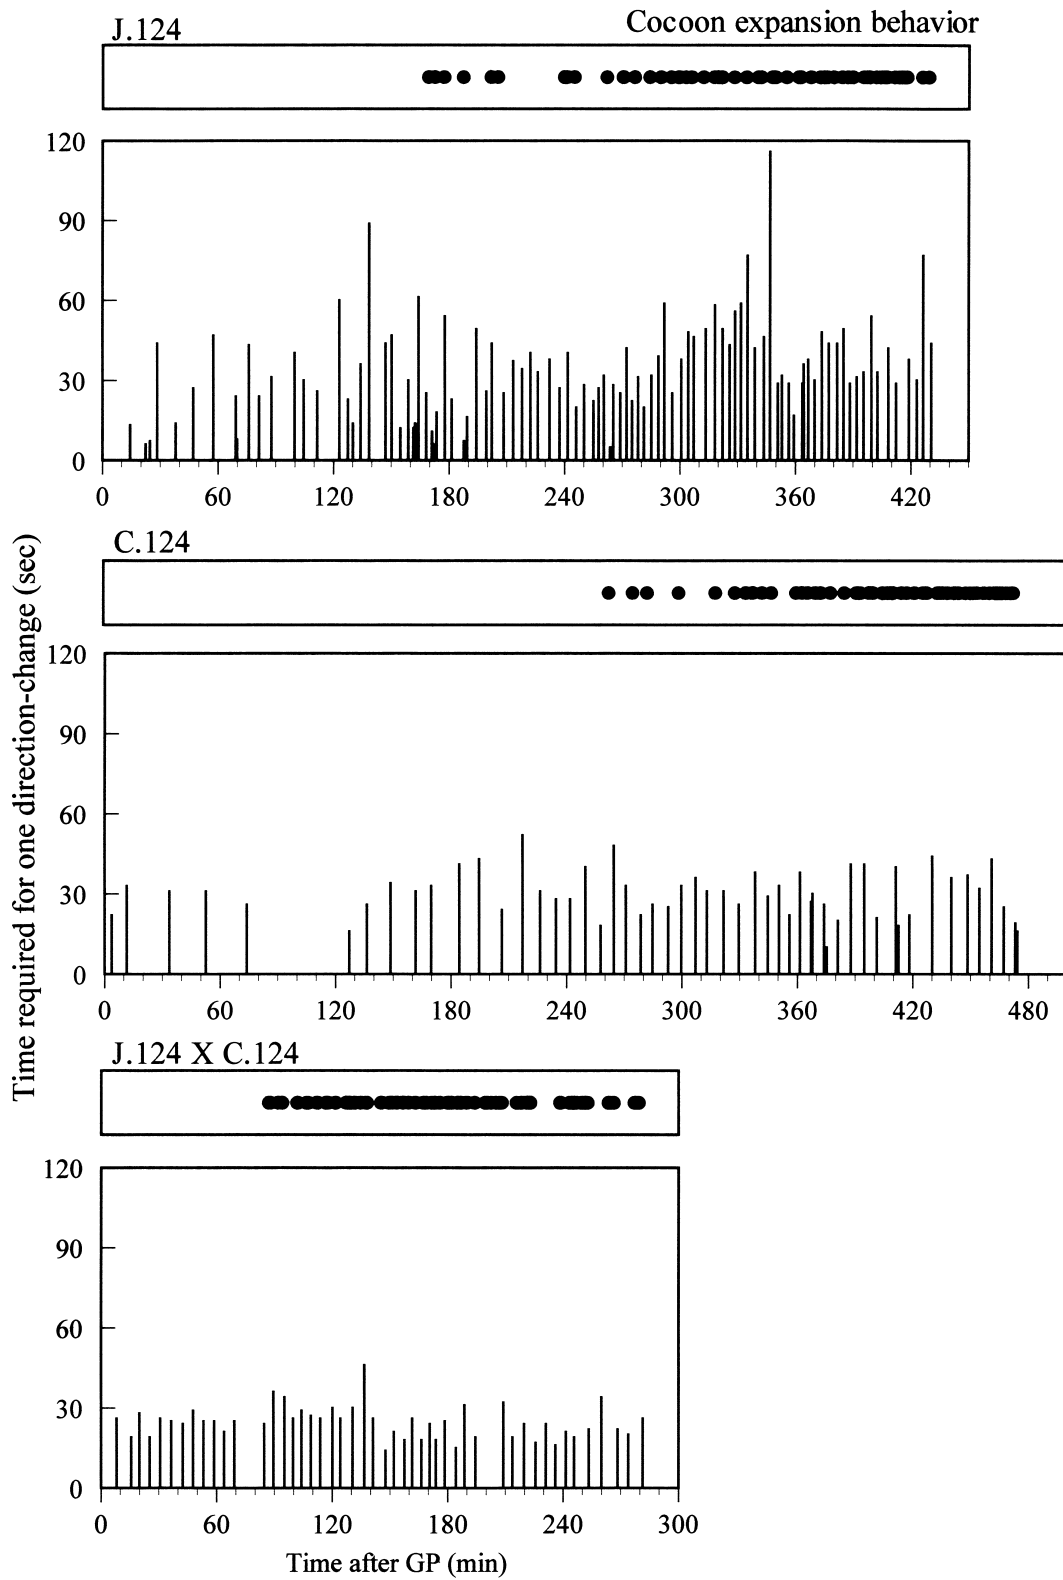 J.124
Cocoon expansion behavior
120
90
60
30
0
0 60 120 180 240 300 360 420
C.124
Time required for one direction-change (sec)
120
90
60
30
0
0 60 120 180 240 300 360 420 480
J.124 X C.124
120
90
60
30
0
0 60 120 180 240 300
Time after GP (min)